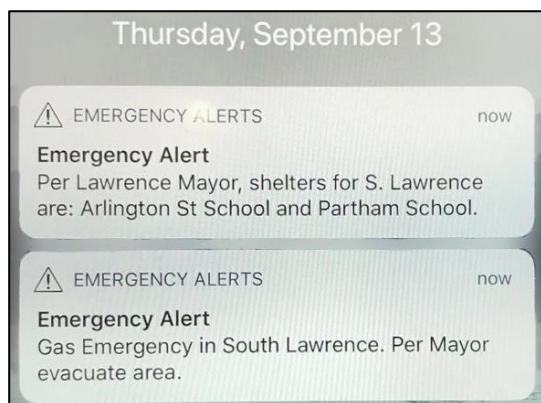 Thursday, September 13
EMERGENCY ALERTS now
Emergency Alert
Per Lawrence Mayor, shelters for S. Lawrence
are: Arlington St School and Partham School.
EMERGENCY ALERTS now
Emergency Alert
Gas Emergency in South Lawrence. Per Mayor
evacuate area.